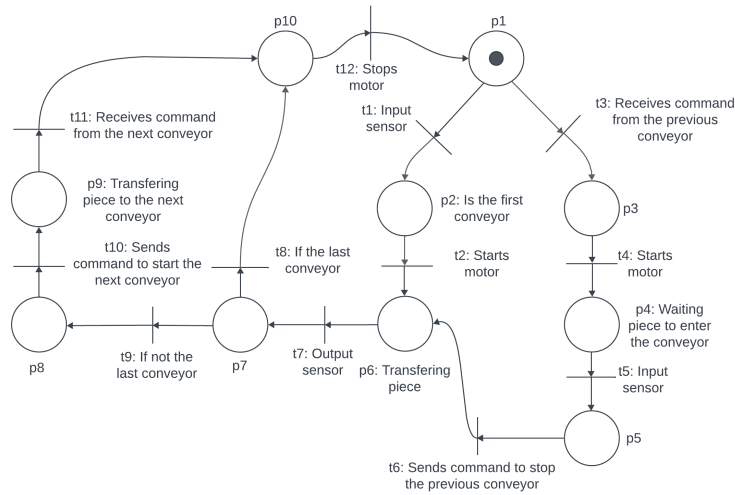 p10
p1
t12: Stops
motor
t1: Input
sensor
t3: Receives command
from the previous
conveyor
t11: Receives command
from the next conveyor
p9: Transfering
piece to the next
conveyor
p2: Is the first
conveyor
p3
t10: Sends
command to start the
next conveyor
t8: If the last
conveyor
t2: Starts
motor
t4: Starts
motor
p4: Waiting
piece to enter
the conveyor
p8
t9: If not the
last conveyor
p7
t7: Output
sensor
p6: Transfering
piece
t5: Input
sensor
p5
t6: Sends command to stop
the previous conveyor